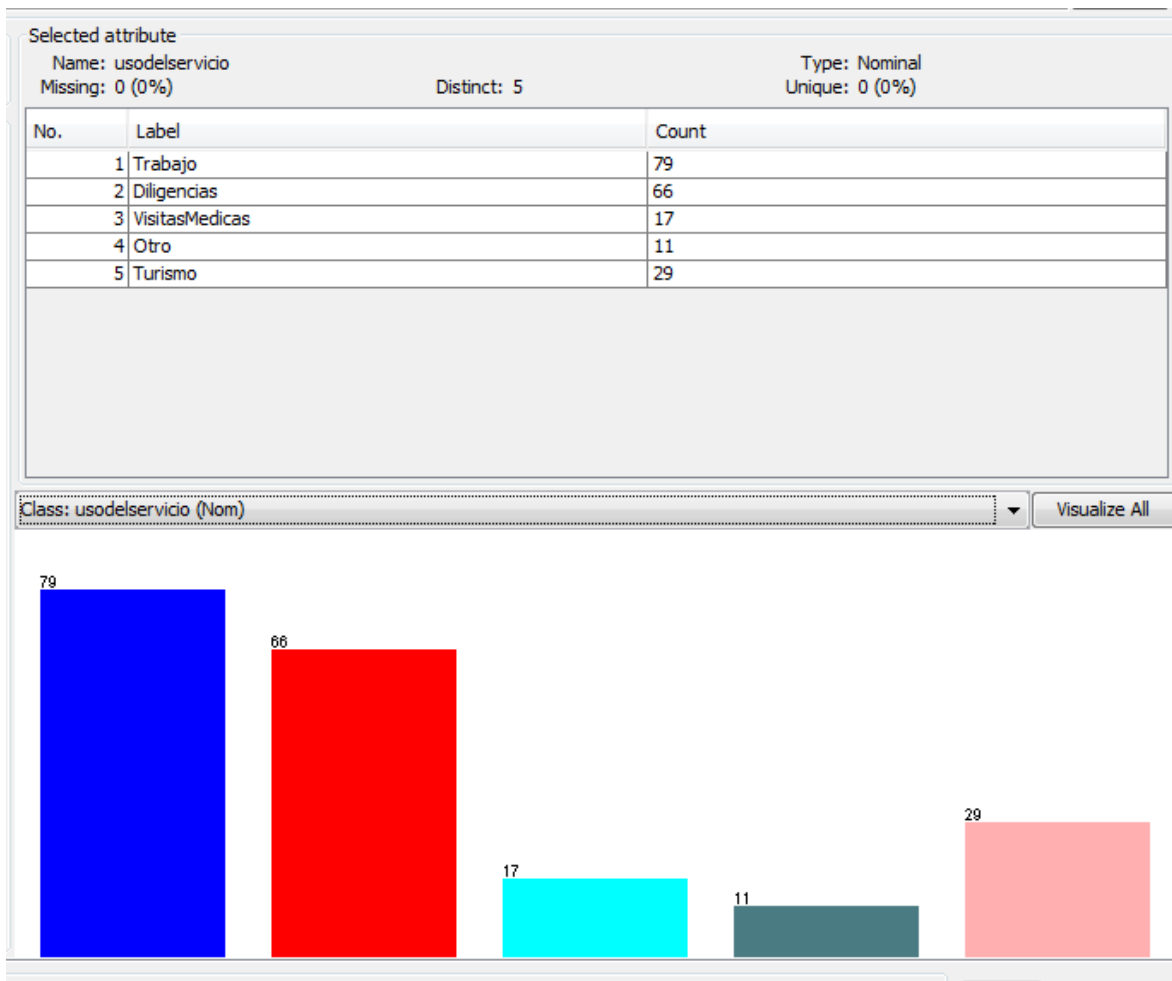 Selected attribute
Name: usodelservicio Type: Nominal
Missing: 0 (0%) Distinct: 5 Unique: 0 (0%)
No. Label Count
1 Trabajo 79
2 Diligencias 66
3 VisitasMedicas 17
4 Otro 11
5 Turismo 29
Class: usodelservicio (Nom) Visualize All
79
66
29
17
11